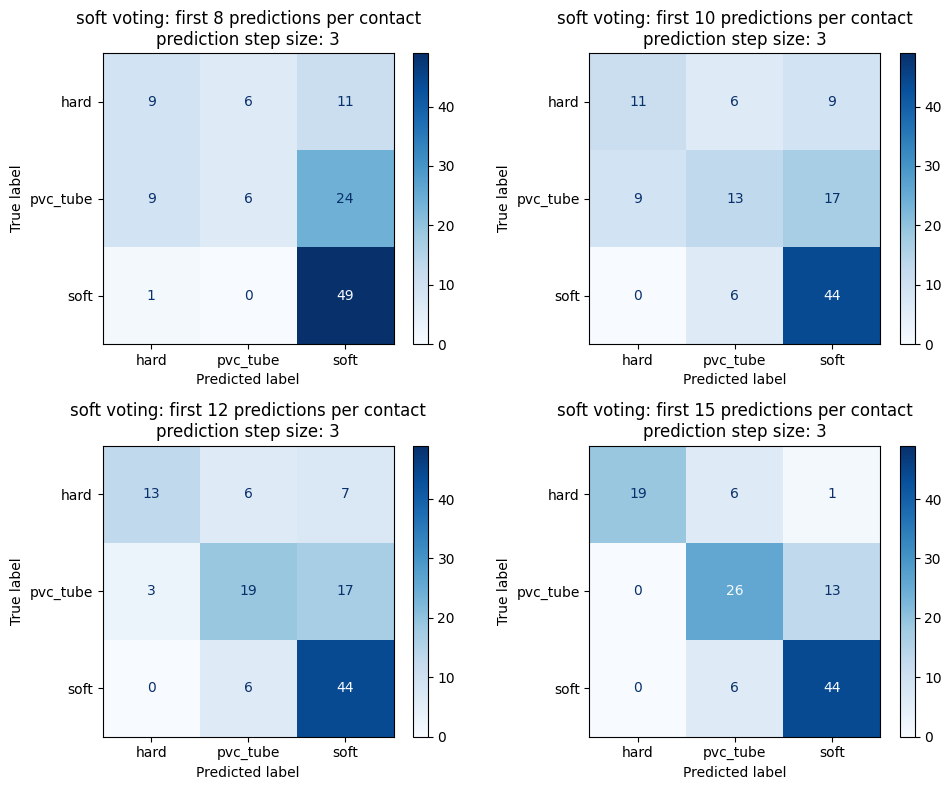 soft voting: first 8 predictions per contact
prediction step size: 3
hard
pvc_tube
soft
True label
9 6 11
9 6 24
1 0 49
hard pvc_tube soft
Predicted label
40
30
20
10
0
soft voting: first 10 predictions per contact
prediction step size: 3
hard
pvc_tube
soft
True label
11 6 9
9 13 17
0 6 44
hard pvc_tube soft
Predicted label
40
30
20
10
0
soft voting: first 12 predictions per contact
prediction step size: 3
hard
pvc_tube
soft
True label
13 6 7
3 19 17
0 6 44
hard pvc_tube soft
Predicted label
40
30
20
10
0
soft voting: first 15 predictions per contact
prediction step size: 3
hard
pvc_tube
soft
True label
19 6 1
0 26 13
0 6 44
hard pvc_tube soft
Predicted label
40
30
20
10
0